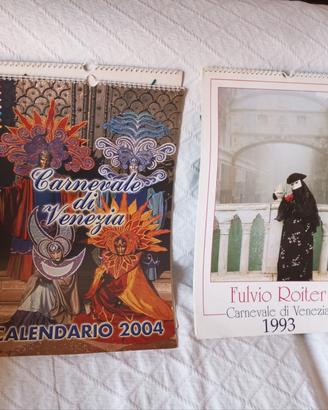 Carnevale
di
Venezia
CALENDARIO 2004
Fulvio Roiter
Carnevale di Venezia
1993